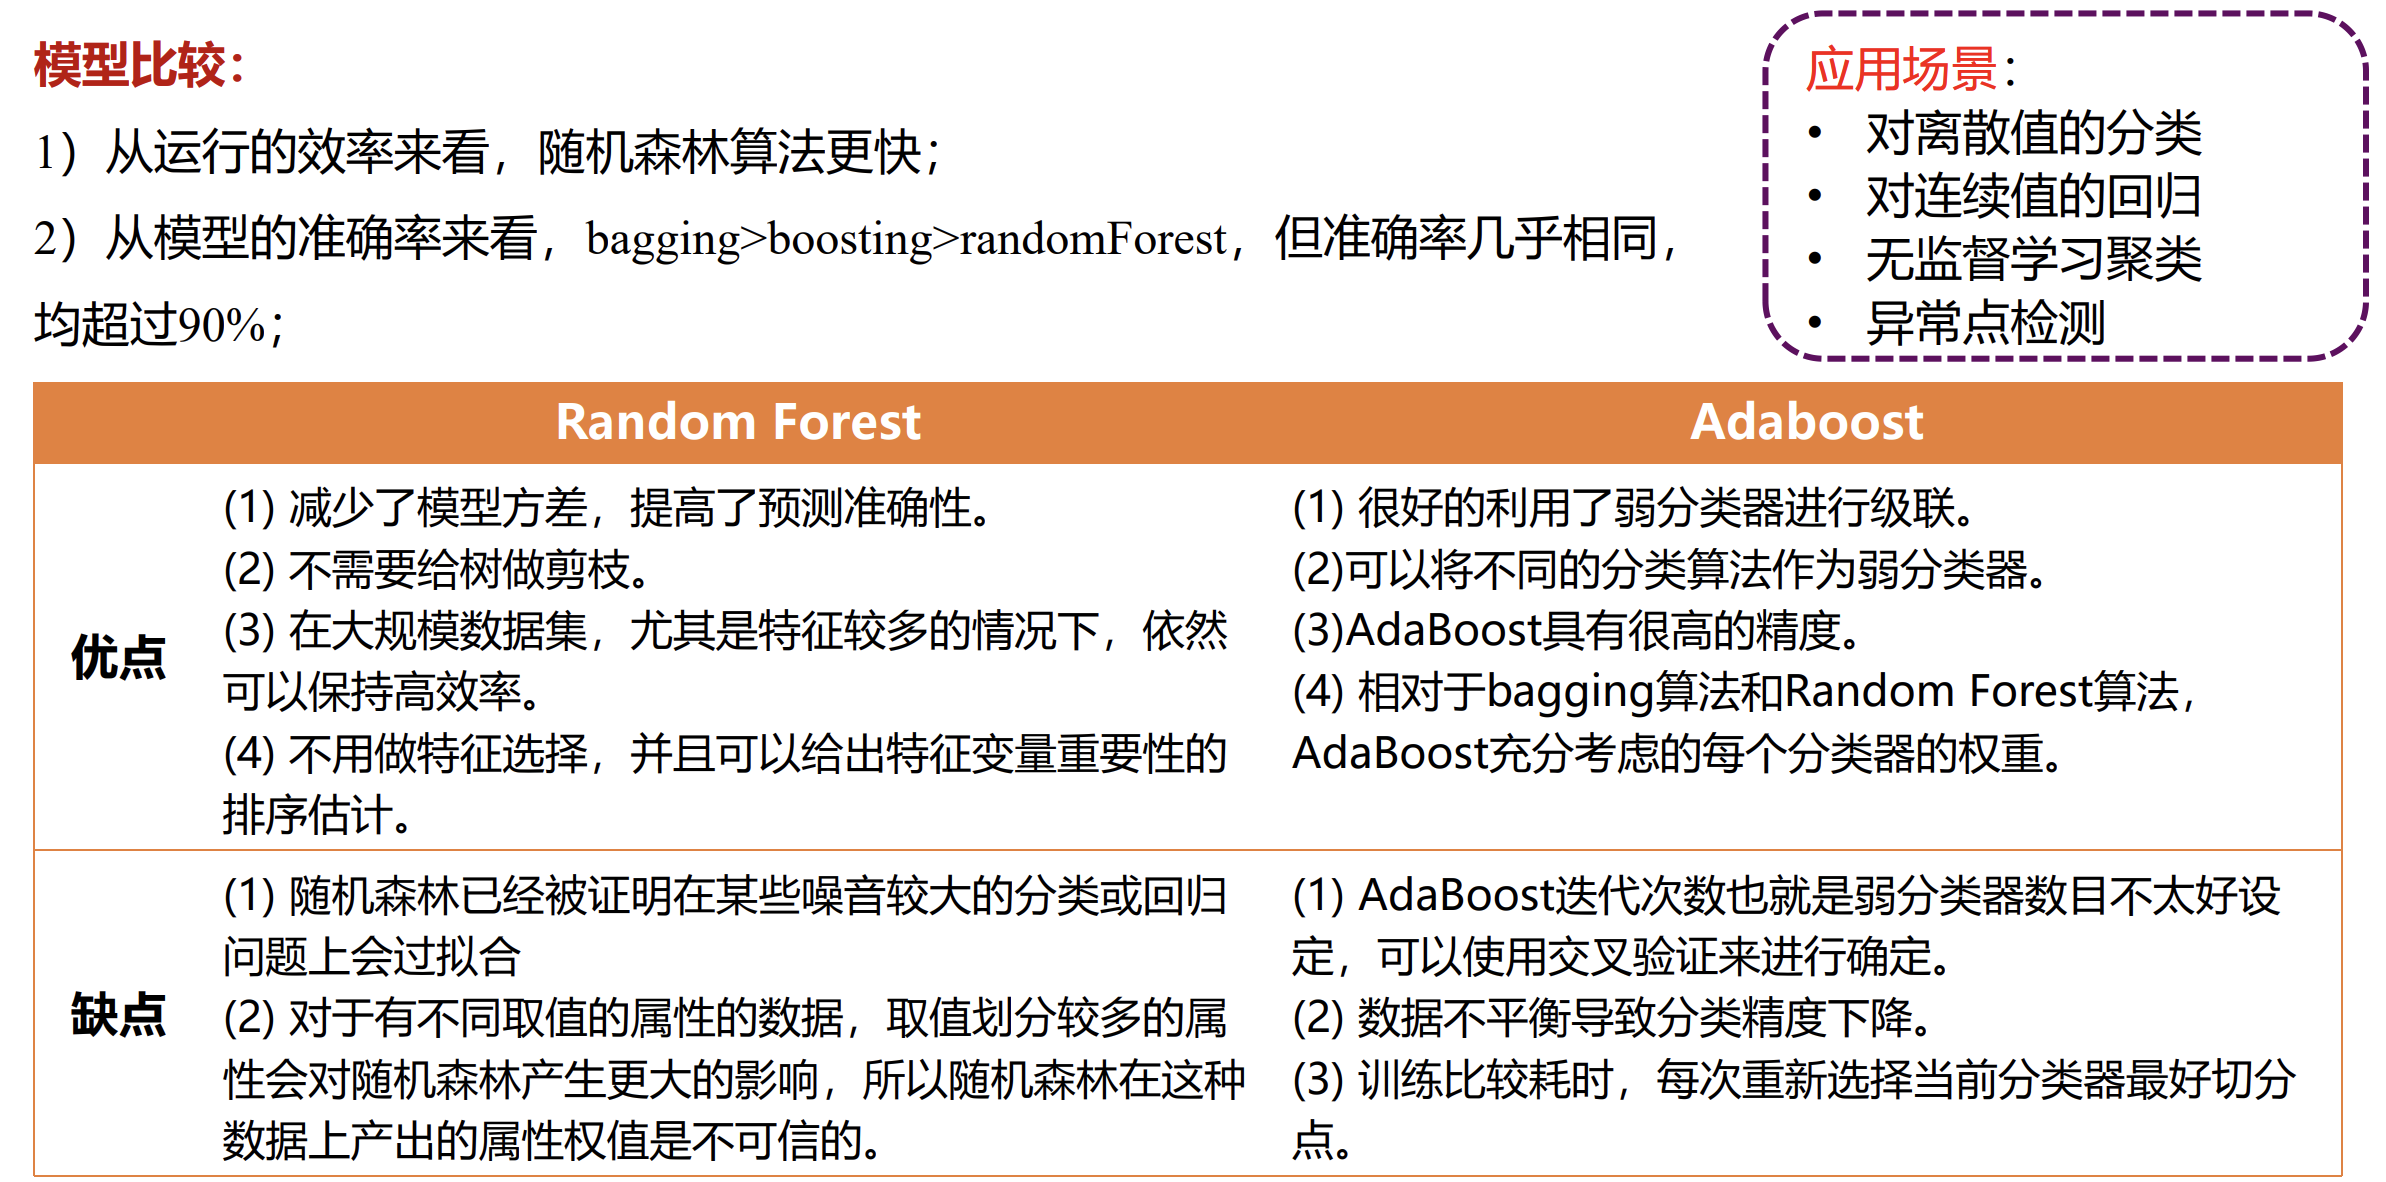 模型比较：
1）从运行的效率来看，随机森林算法更快；
2）从模型的准确率来看，bagging>boosting>randomForest，但准确率几乎相同，
均超过90%；
应用场景：
• 对离散值的分类
• 对连续值的回归
• 无监督学习聚类
• 异常点检测
Random Forest
Adaboost
优点
(1) 减少了模型方差，提高了预测准确性。
(2) 不需要给树做剪枝。
(3) 在大规模数据集，尤其是特征较多的情况下，依然
可以保持高效率。
(4) 不用做特征选择，并且可以给出特征变量重要性的
排序估计。
(1) 很好的利用了弱分类器进行级联。
(2)可以将不同的分类算法作为弱分类器。
(3)AdaBoost具有很高的精度。
(4) 相对于bagging算法和Random Forest算法，
AdaBoost充分考虑的每个分类器的权重。
缺点
(1) 随机森林已经被证明在某些噪音较大的分类或回归
问题上会过拟合
(2) 对于有不同取值的属性的数据，取值划分较多的属
性会对随机森林产生更大的影响，所以随机森林在这种
数据上产出的属性权值是不可信的。
(1) AdaBoost迭代次数也就是弱分类器数目不太好设
定，可以使用交叉验证来进行确定。
(2) 数据不平衡导致分类精度下降。
(3) 训练比较耗时，每次重新选择当前分类器最好切分
点。